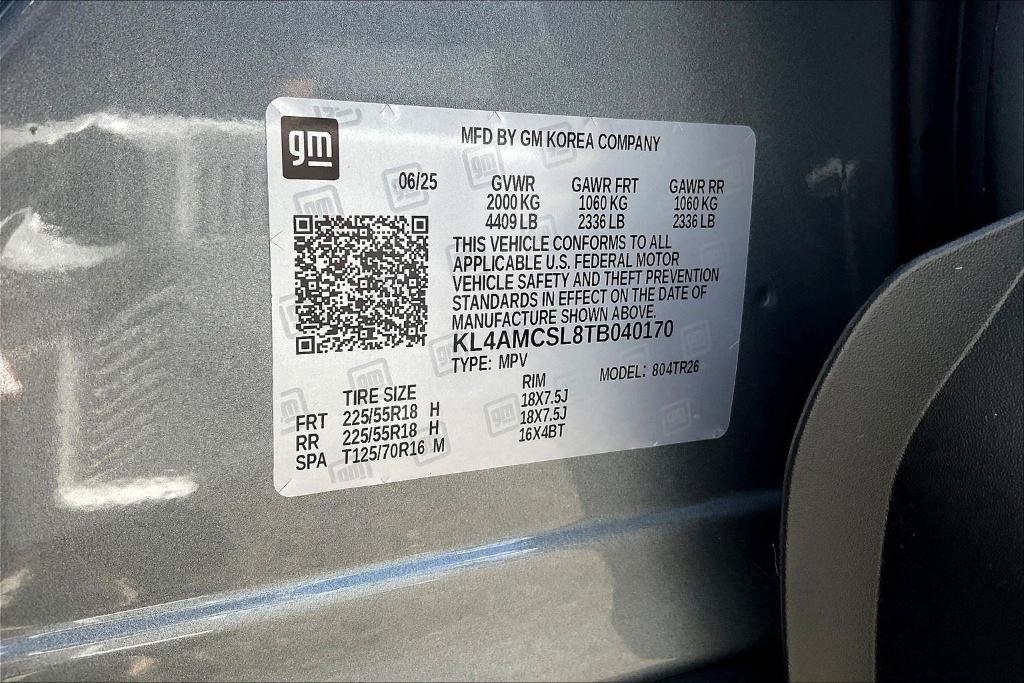 gm
MFD BY GM KOREA COMPANY
06/25 GVWR GAWR FRT GAWR RR
2000 KG 1060 KG 1060 KG
4409 LB 2336 LB 2336 LB
THIS VEHICLE CONFORMS TO ALL
APPLICABLE U.S. FEDERAL MOTOR
VEHICLE SAFETY AND THEFT PREVENTION
STANDARDS IN EFFECT ON THE DATE OF
MANUFACTURE SHOWN ABOVE.
KL4AMCSL8TB040170
TYPE: MPV MODEL: 804TR26
TIRE SIZE RIM
FRT 225/55R18 H 18X7.5J
RR 225/55R18 H 18X7.5J
SPA T125/70R16 M 16X4BT